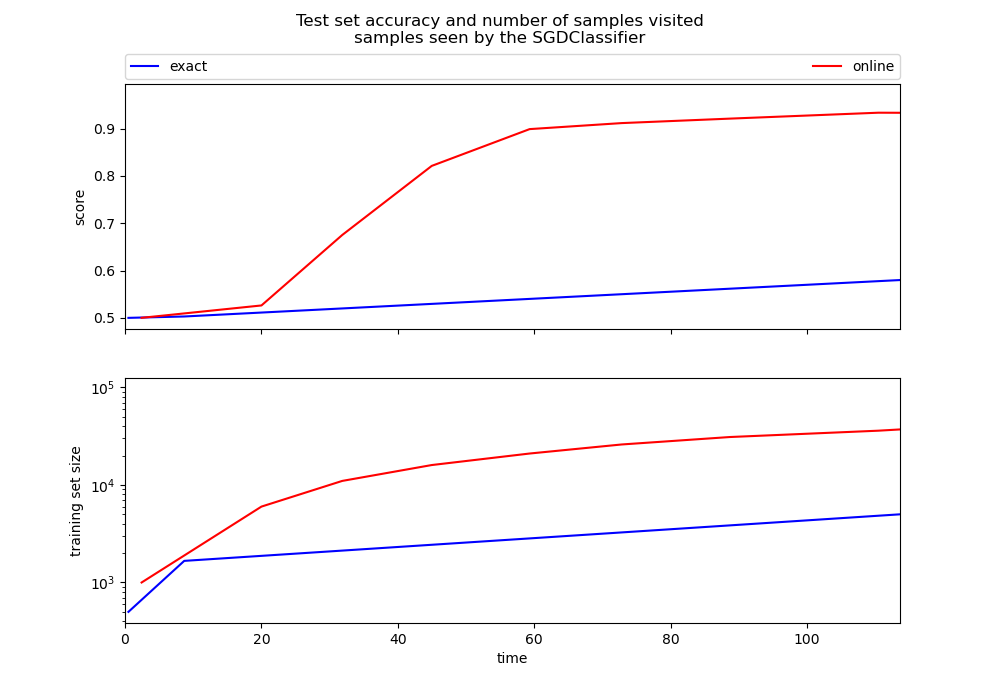 Test set accuracy and number of samples visited
samples seen by the SGDClassifier
exact
online
0.9
0.8
0.7
0.6
0.5
score
10^5
10^4
10^3
training set size
0 20 40 60 80 100
time